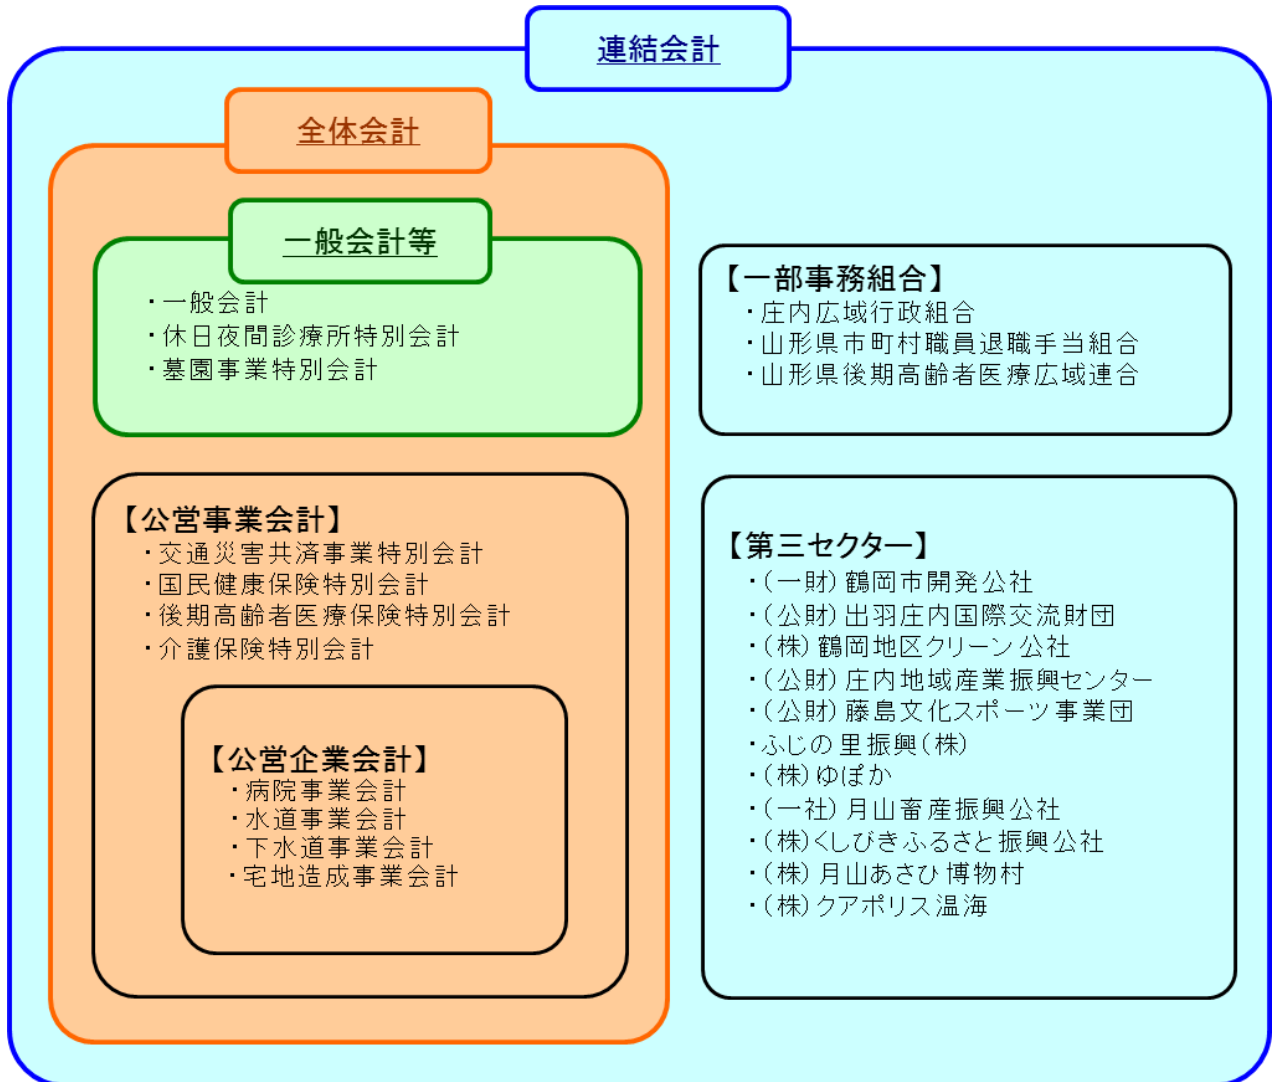 連結会計
全体会計
一般会計等
・一般会計
・休日夜間診療所特別会計
・墓園事業特別会計
【公営事業会計】
・交通災害共済事業特別会計
・国民健康保険特別会計
・後期高齢者医療保険特別会計
・介護保険特別会計
【公営企業会計】
・病院事業会計
・水道事業会計
・下水道事業会計
・宅地造成事業会計
【一部事務組合】
・庄内広域行政組合
・山形県市町村職員退職手当組合
・山形県後期高齢者医療広域連合
【第三セクター】
・(一財)鶴岡市開発公社
・(公財)出羽庄内国際交流財団
・(株)鶴岡地区クリーン公社
・(公財)庄内地域産業振興センター
・(公財)藤島文化スポーツ事業団
・ふじの里振興(株)
・(株)ゆぽか
・(一社)月山畜産振興公社
・(株)くしびきふるさと振興公社
・(株)月山あさひ博物村
・(株)クアポリス温海